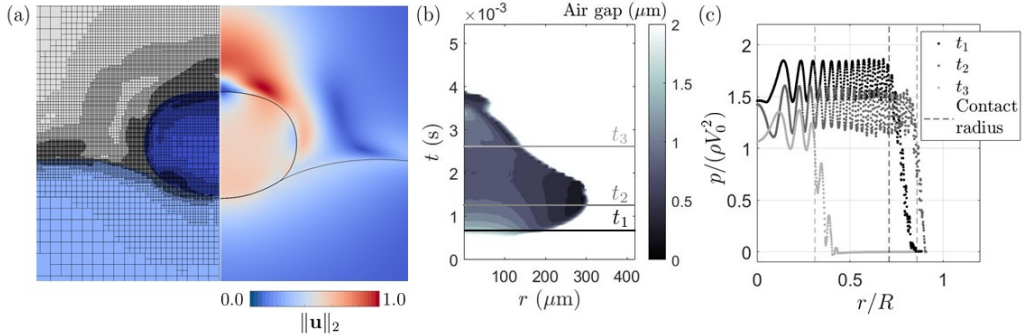 (a)
0.0
1.0
‖u‖₂
(b)
×10⁻³
Air gap (μm)
5
4
3
2
1
0
t (s)
t₃
t₂
t₁
100 200 300 400
r (μm)
2
1.5
1
0.5
0
(c)
2
1.5
1
0.5
0
p/(ρV₀²)
0 0.5 1
r/R
t₁
t₂
t₃
Contact
radius